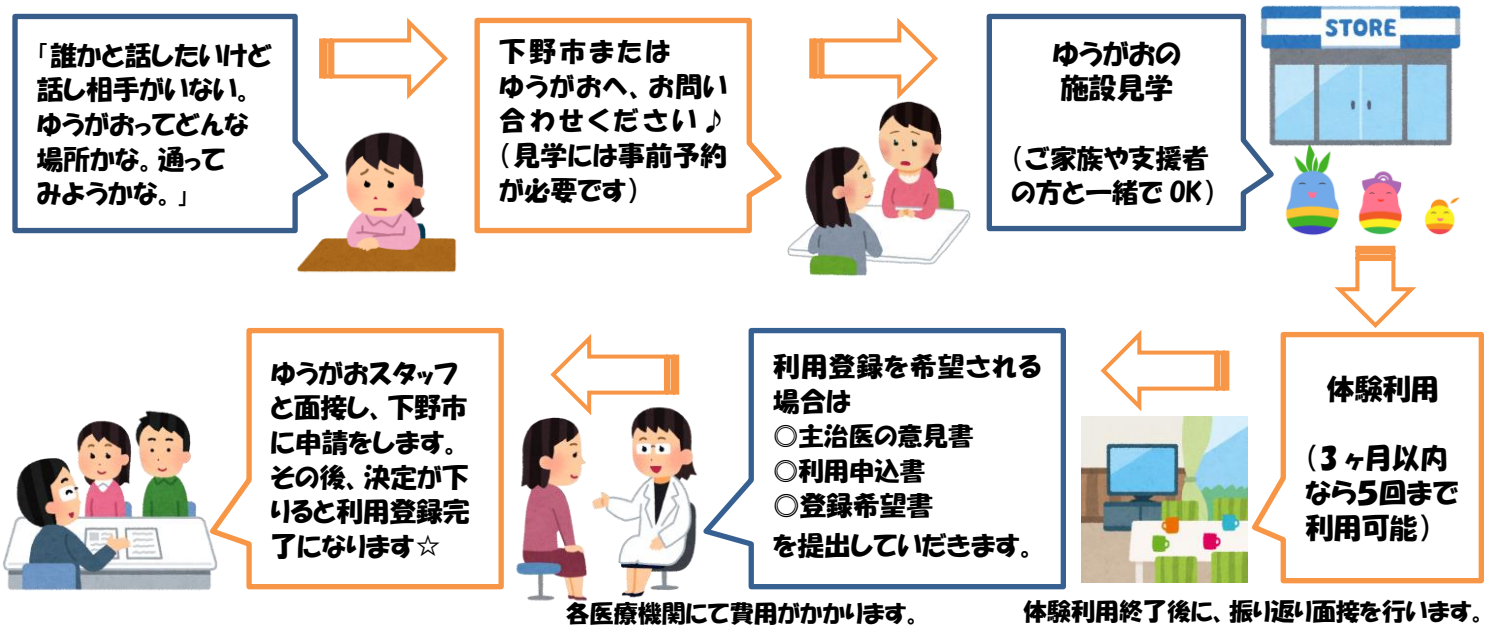 「誰かと話したいけど
話し相手がいない。
ゆうがおってどんな
場所かな。通って
みようかな。」
下野市または
ゆうがおへ、お問い
合わせください♪
(見学には事前予約
が必要です)
ゆうがおの
施設見学
(ご家族や支援者
の方と一緒でOK)
STORE
体験利用
(3ヶ月以内
なら5回まで
利用可能)
体験利用終了後に、振り返り面接を行います。
利用登録を希望される
場合は
○主治医の意見書
○利用申込書
○登録希望書
を提出していだきます。
各医療機関にて費用がかかります。
ゆうがおスタッフ
と面接し、下野市
に申請をします。
その後、決定が下
りると利用登録完
了になります☆